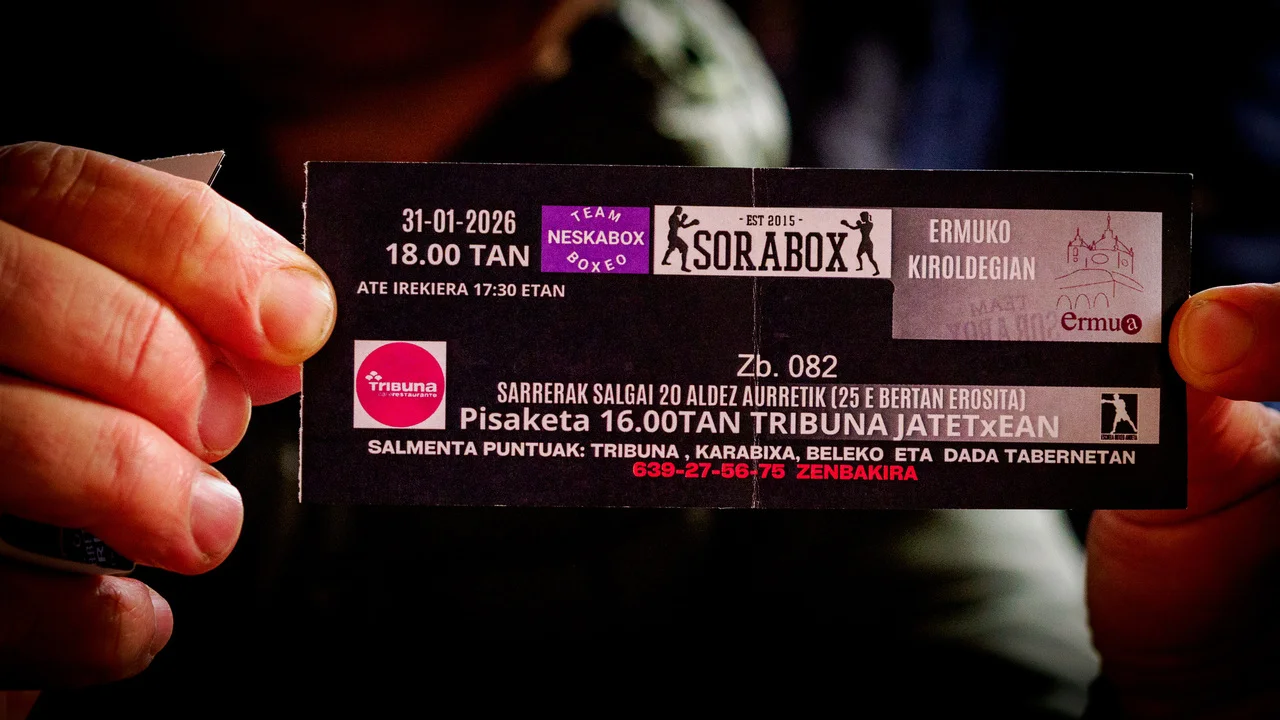 31-01-2026
18.00 TAN
ATE IREKIERA 17:30 ETAN
TEAM
NESKABOX
BOXEO
- EST 2015 -
SORABOX
ERMUKO
KIROLDEGIAN
ermua
TRIBUNA
Zb. 082
SARRERAK SALGAI 20 ALDEZ AURRETIK (25 E BERTAN EROSITA)
Pisaketa 16.00TAN TRIBUNA JATETxEAN
SALMENTA PUNTUAK: TRIBUNA , KARABIXA, BELEKO ETA DADA TABERNETAN
639-27-56-75 ZENBAKIRA